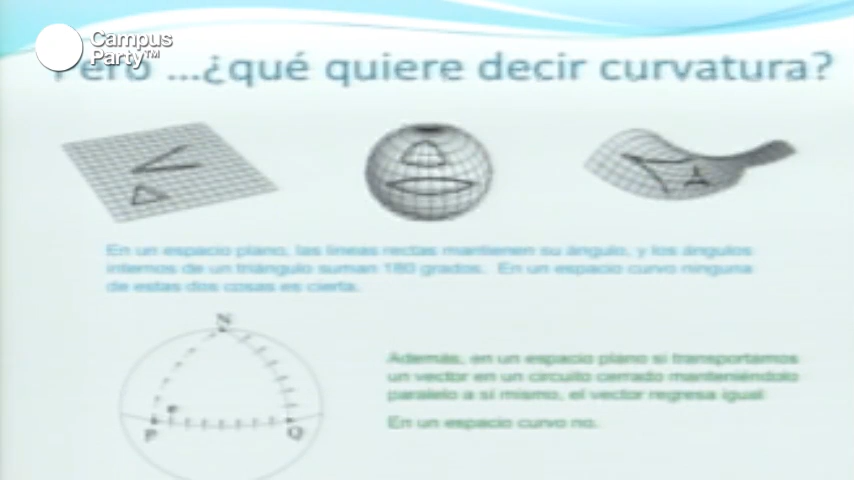 Campus
Party™
Pero ...¿qué quiere decir curvatura?
En un espacio plano, las líneas rectas mantienen su ángulo, y los ángulos
internos de un triángulo suman 180 grados. En un espacio curvo ninguna
de estas dos cosas es cierta.
N
Además, en un espacio plano si transportamos
un vector en un circuito cerrado manteniéndolo
paralelo a sí mismo, el vector regresa igual.
En un espacio curvo no.
P
Q